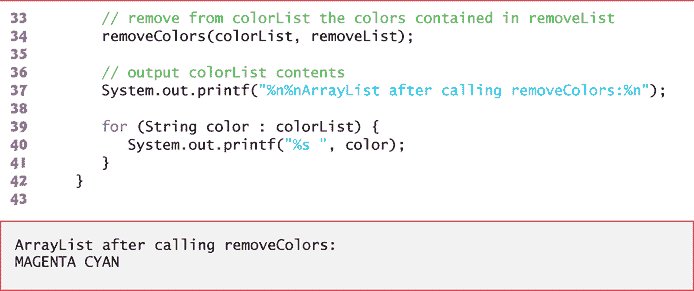 33 // remove from colorList the colors contained in removeList
34 removeColors(colorList, removeList);
35
36 // output colorList contents
37 System.out.printf("%n%nArrayList after calling removeColors:%n");
38
39 for (String color : colorList) {
40 System.out.printf("%s ", color);
41 }
42 }
43
ArrayList after calling removeColors:
MAGENTA CYAN